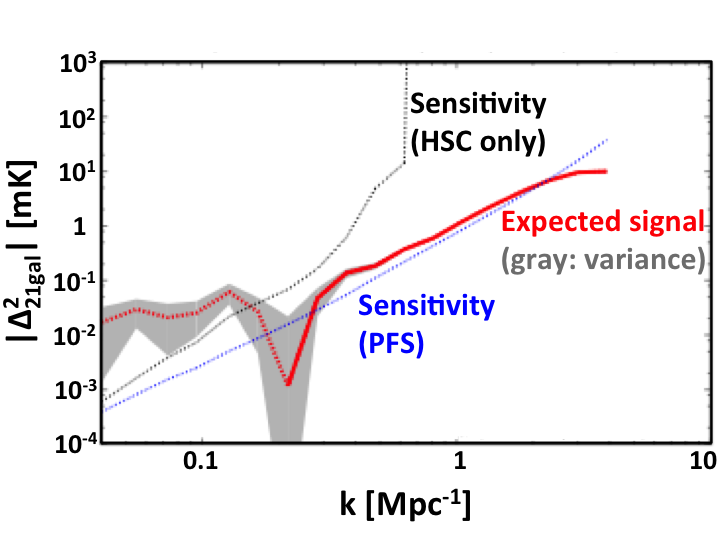 10³
10²
10¹
1
10⁻¹
10⁻²
10⁻³
10⁻⁴
|Δ²₂₁gal| [mK]
Sensitivity
(HSC only)
Expected signal
(gray: variance)
Sensitivity
(PFS)
0.1
1
10
k [Mpc⁻¹]